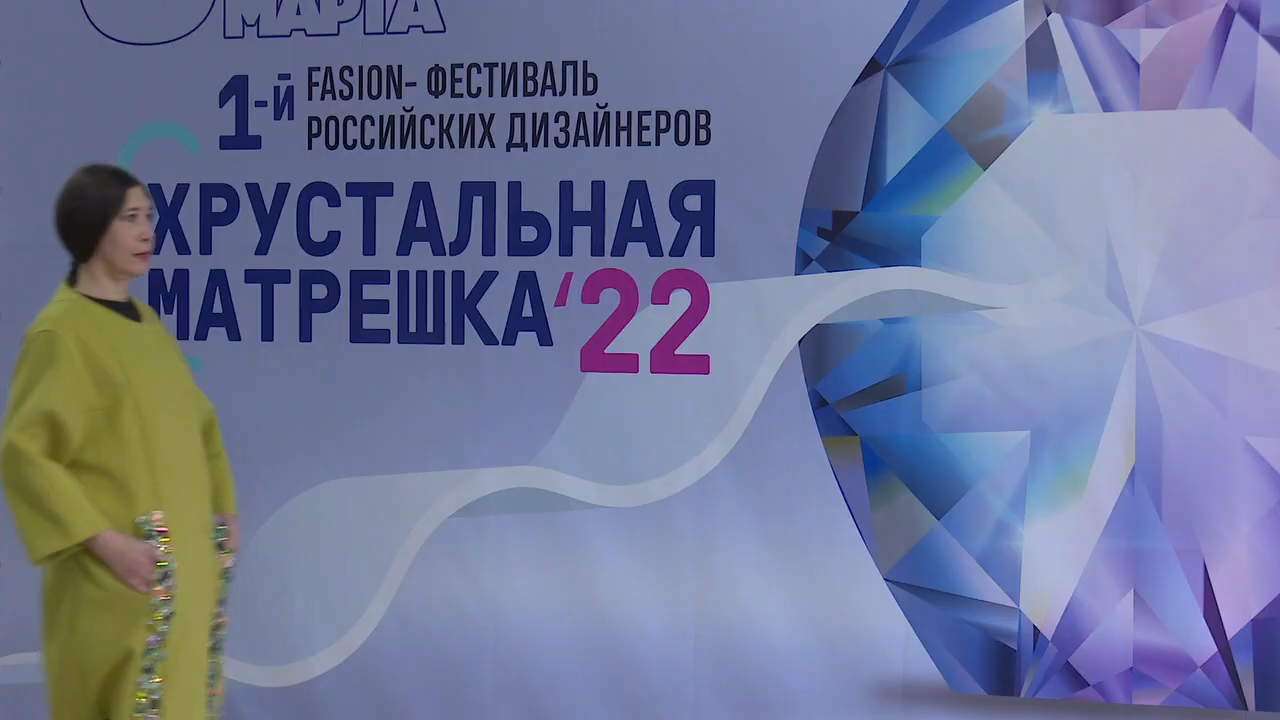 МАРТА
1-й FASION- ФЕСТИВАЛЬ
РОССИЙСКИХ ДИЗАЙНЕРОВ
ХРУСТАЛЬНАЯ
МАТРЕШКА'22